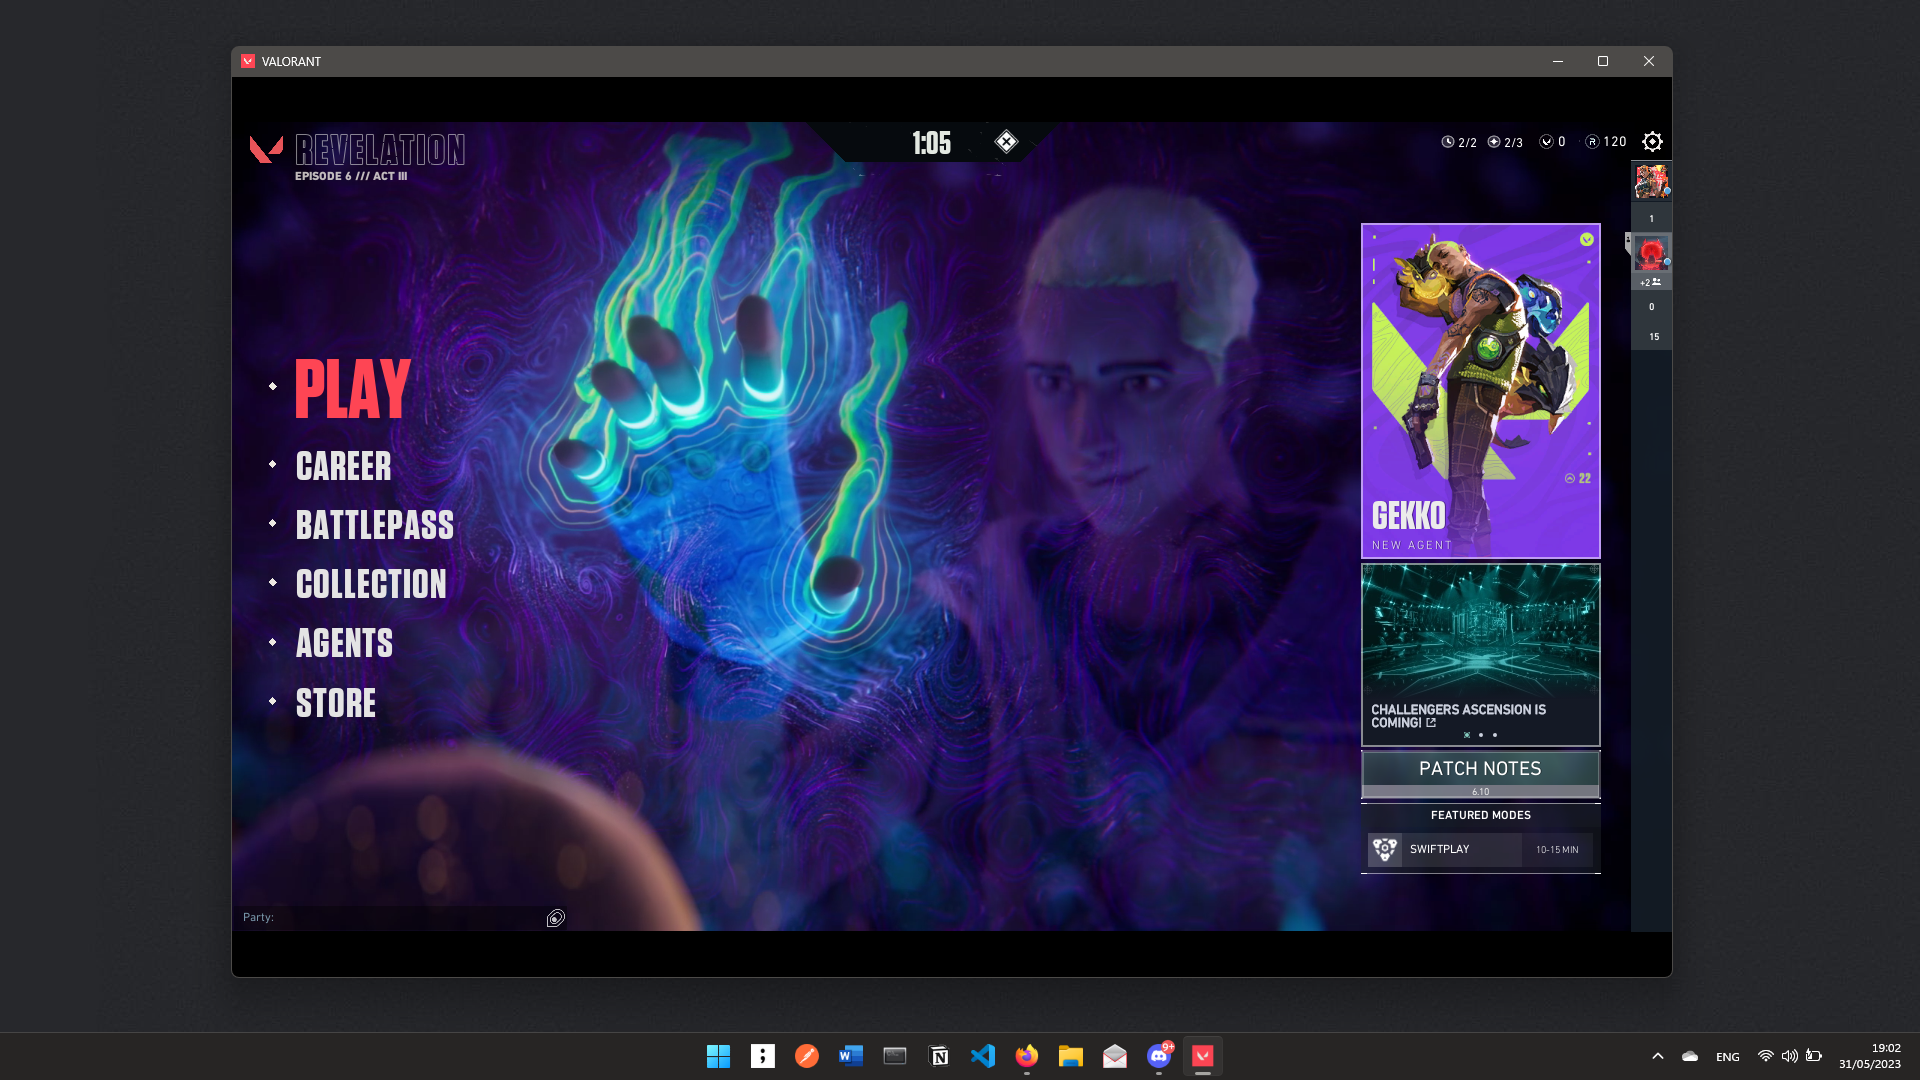 VALORANT
REVELATION
EPISODE 6 /// ACT III
1:05
2/2
2/3
0
120
1
+2
0
15
PLAY
CAREER
BATTLEPASS
COLLECTION
AGENTS
STORE
22
GEKKO
NEW AGENT
CHALLENGERS ASCENSION IS
COMING!
PATCH NOTES
6.10
FEATURED MODES
SWIFTPLAY
10-15 MIN
Party:
9+
ENG
19:02
31/05/2023